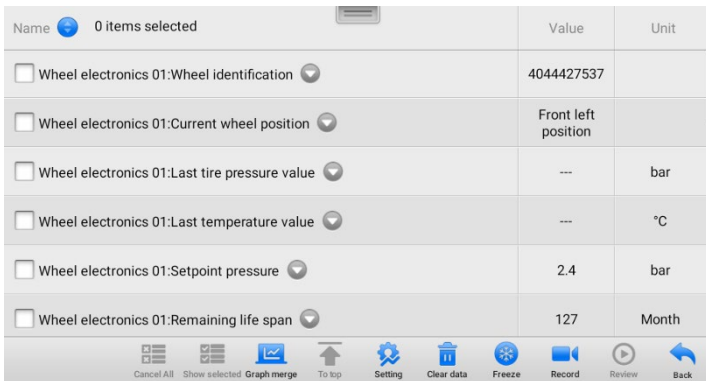 Name 0 items selected Value Unit
Wheel electronics 01:Wheel identification 4044427537
Wheel electronics 01:Current wheel position Front left position
Wheel electronics 01:Last tire pressure value --- bar
Wheel electronics 01:Last temperature value --- °C
Wheel electronics 01:Setpoint pressure 2.4 bar
Wheel electronics 01:Remaining life span 127 Month
Cancel All Show selected Graph merge To top Setting Clear data Freeze Record Review Back